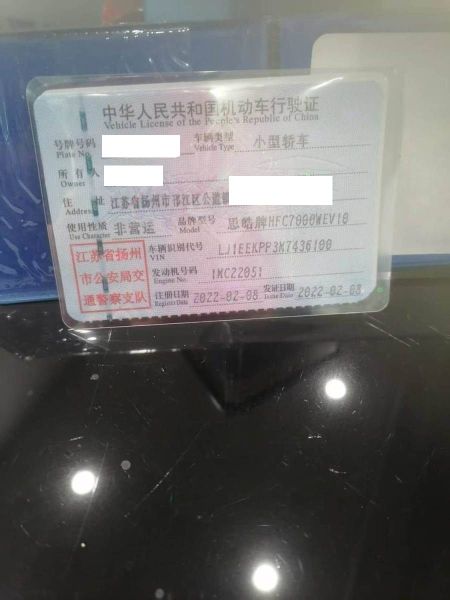 中华人民共和国机动车行驶证
Vehicle License of the People's Republic of China
号牌号码 车辆类型 小型轿车
Plate No. Vehicle Type
所有人
Owner
住址 江苏省扬州市邗江区公道镇
Address
使用性质 非营运 品牌型号 思皓牌HFC7000WEV10
Use Character Model
江苏省扬州 车辆识别代号 LJ1EEKPP3N7436100
VIN
市公安局交 发动机号码 1MC22051
Engine No.
通警察支队 注册日期 2022-02-08 发证日期 2022-02-08
Register Date Issue Date